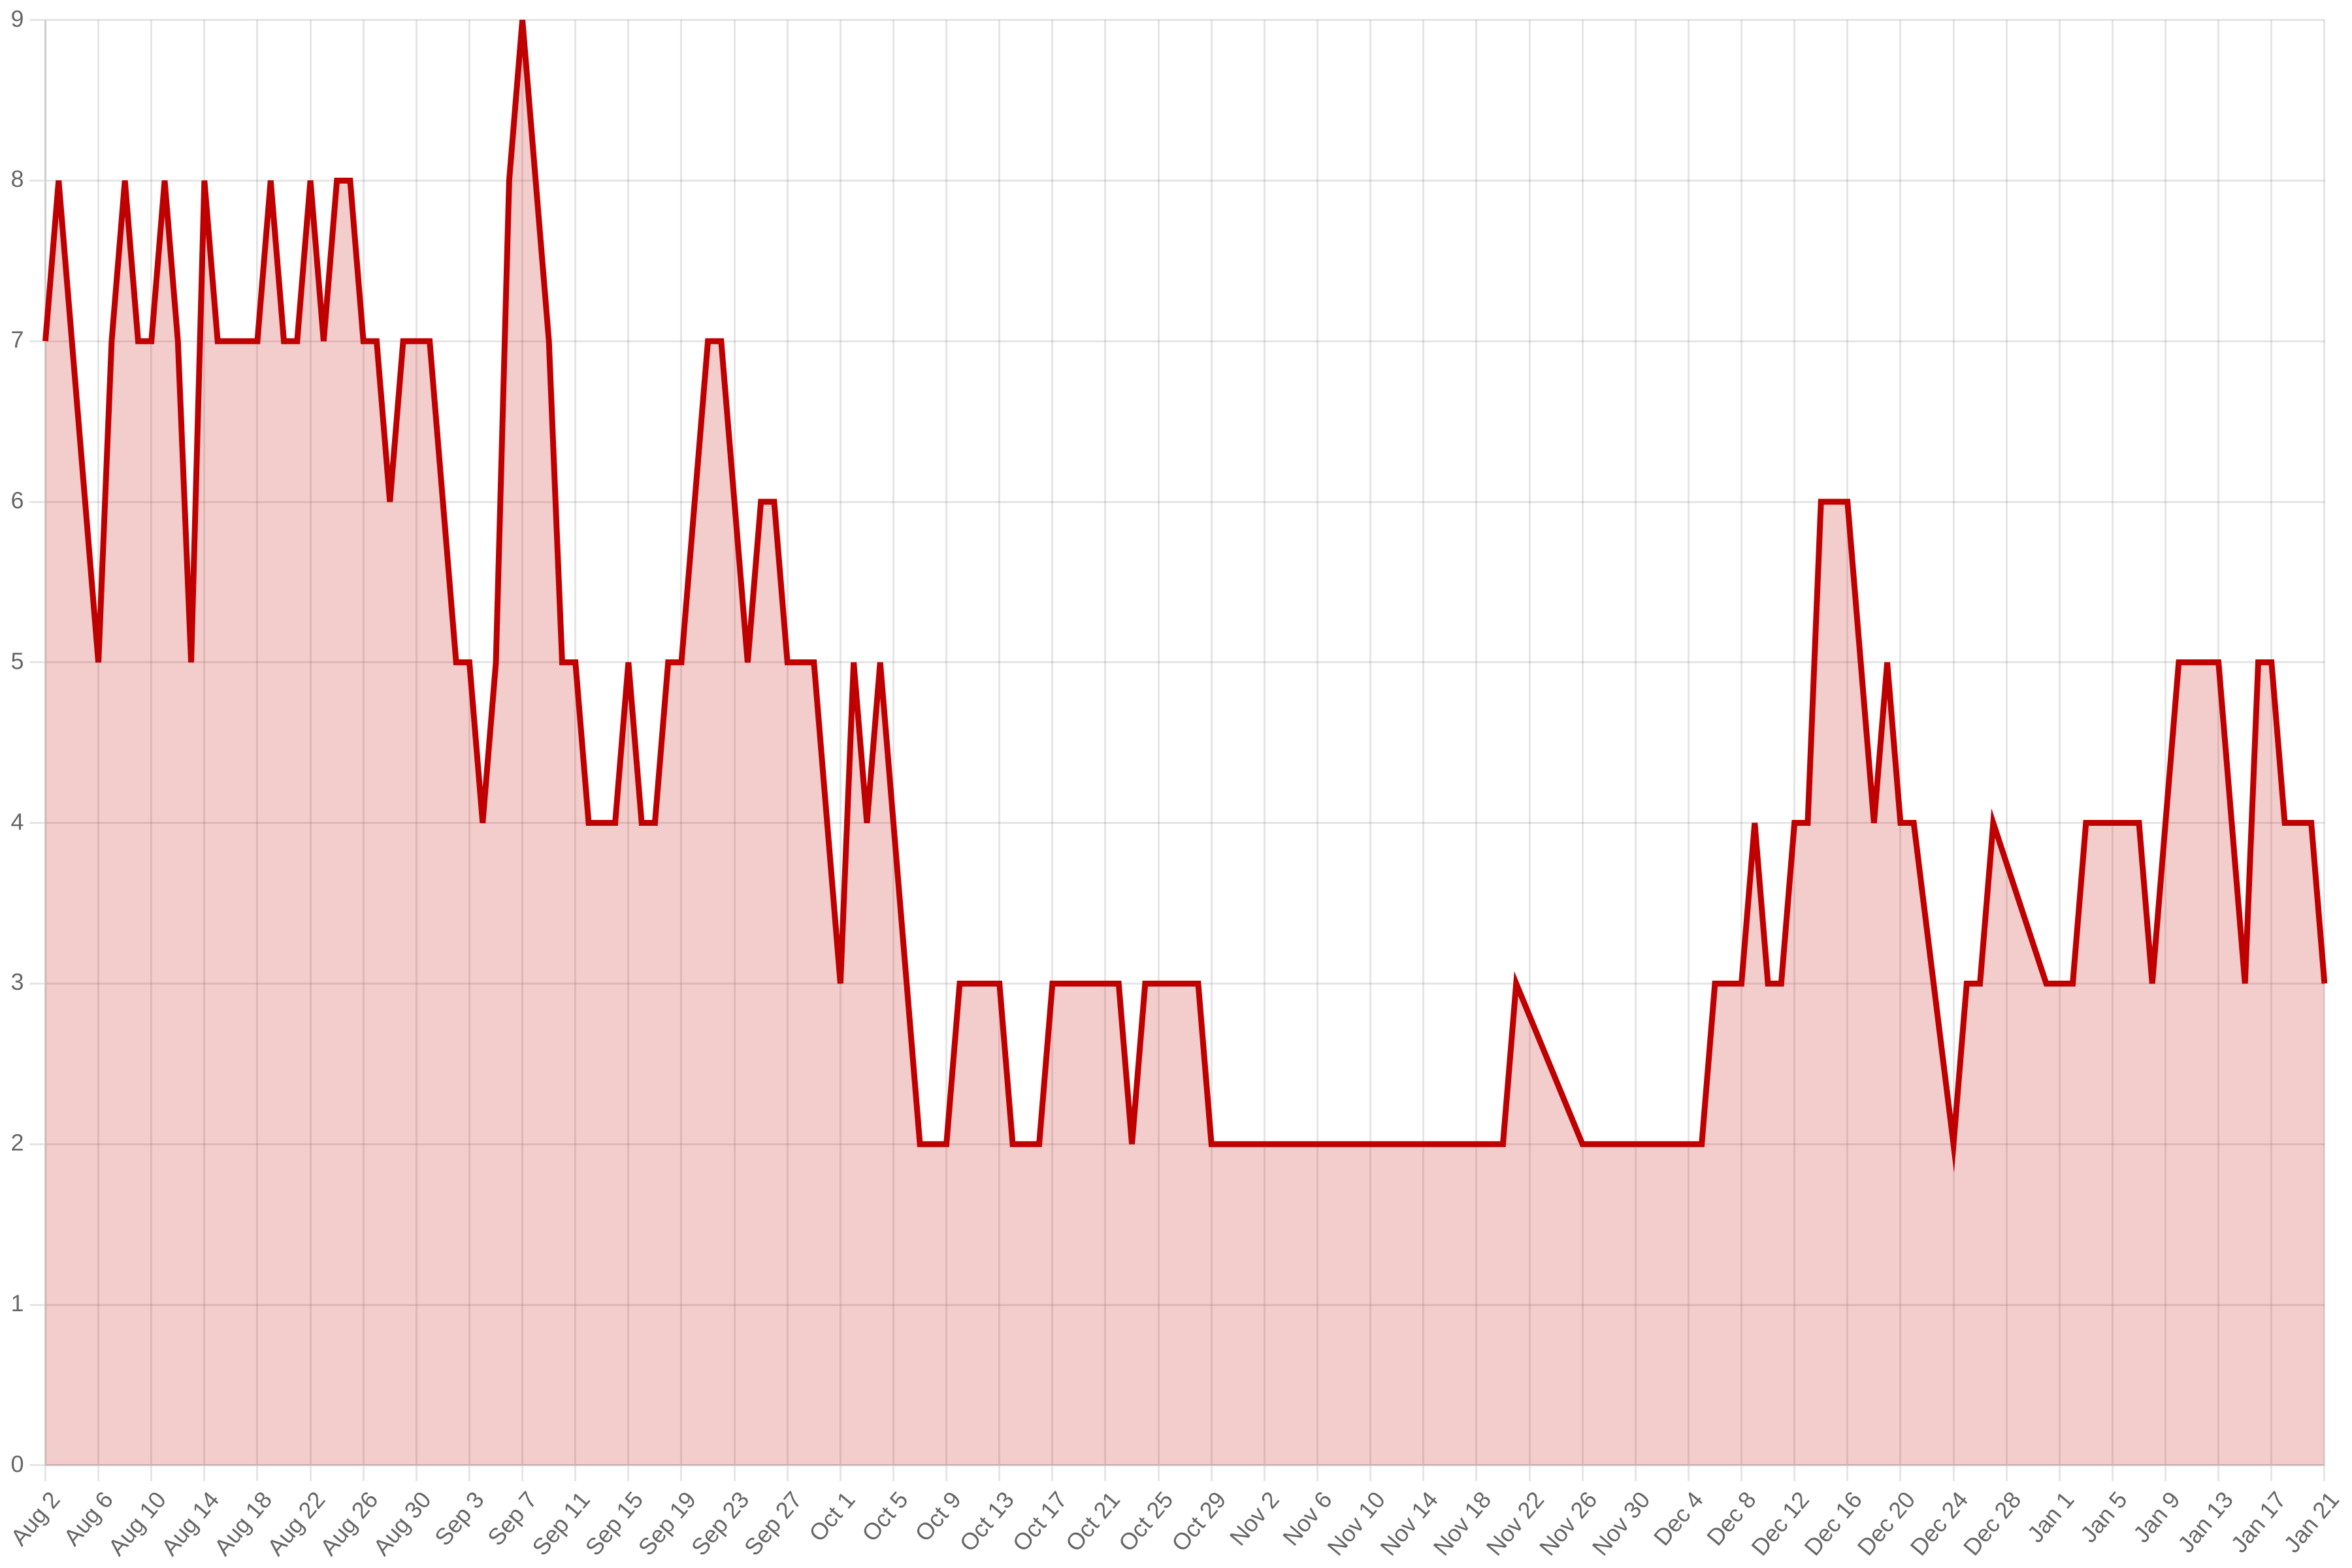 9
8
7
6
5
4
3
2
1
0
Aug 2
Aug 6
Aug 10
Aug 14
Aug 18
Aug 22
Aug 26
Aug 30
Sep 3
Sep 7
Sep 11
Sep 15
Sep 19
Sep 23
Sep 27
Oct 1
Oct 5
Oct 9
Oct 13
Oct 17
Oct 21
Oct 25
Oct 29
Nov 2
Nov 6
Nov 10
Nov 14
Nov 18
Nov 22
Nov 26
Nov 30
Dec 4
Dec 8
Dec 12
Dec 16
Dec 20
Dec 24
Dec 28
Jan 1
Jan 5
Jan 9
Jan 13
Jan 17
Jan 21